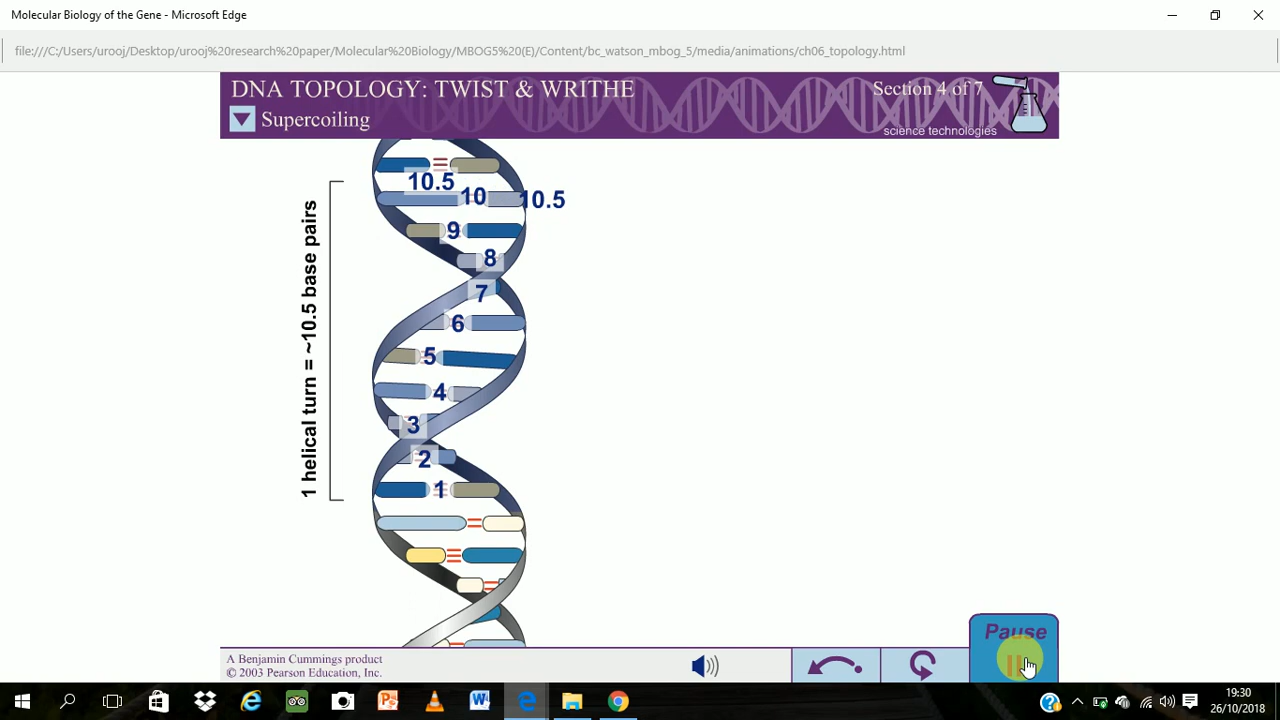 Molecular Biology of the Gene - Microsoft Edge
file:///C:/Users/urooj/Desktop/urooj%20research%20paper/Molecular%20Biology/MBOG5%20(E)/Content/bc_watson_mbog_5/media/animations/ch06_topology.html
DNA TOPOLOGY: TWIST & WRITHE
Section 4 of 7
Supercoiling
science technologies
1 helical turn = ~10.5 base pairs
10.5
10
10.5
9
8
7
6
5
4
3
2
1
Pause
A Benjamin Cummings product
© 2003 Pearson Education, Inc.
19:30
26/10/2018